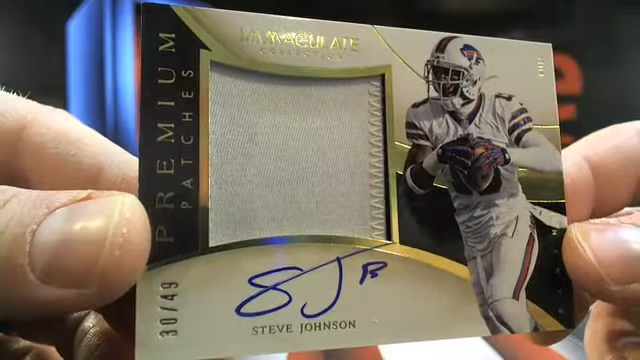 IMMACULATE
COLLECTION
PREMIUM
PATCHES
30/49
STEVE JOHNSON